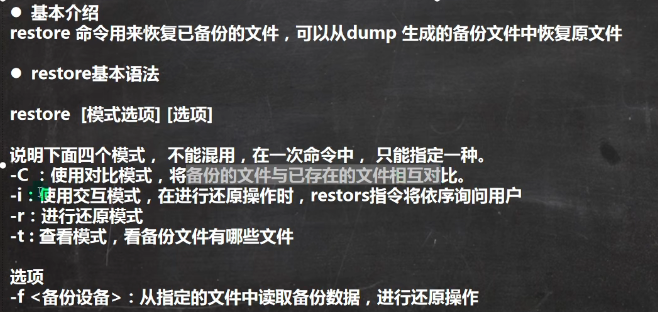 ● 基本介绍
restore 命令用来恢复已备份的文件，可以从dump 生成的备份文件中恢复原文件
● restore基本语法
restore [模式选项] [选项]
说明下面四个模式， 不能混用，在一次命令中， 只能指定一种。
-C ：使用对比模式，将备份的文件与已存在的文件相互对比。
-i：使用交互模式，在进行还原操作时，restors指令将依序询问用户
-r：进行还原模式
-t : 查看模式，看备份文件有哪些文件
选项
-f <备份设备>：从指定的文件中读取备份数据，进行还原操作